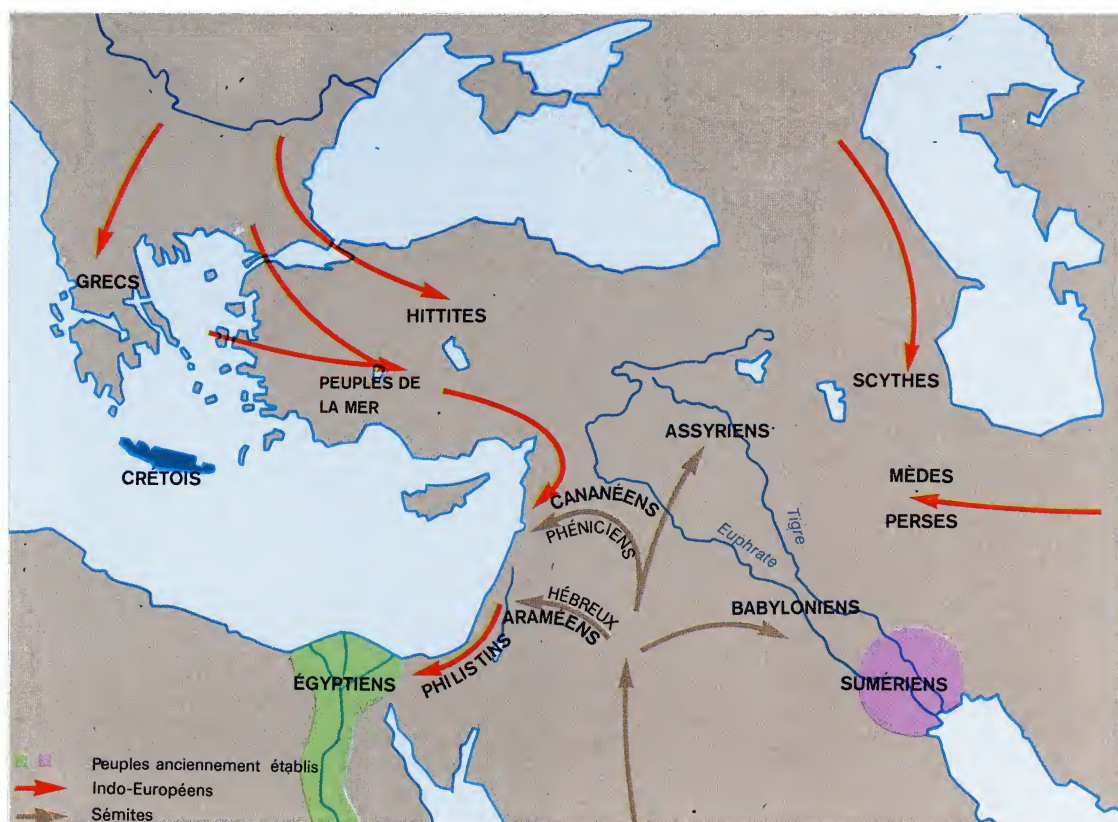 GRECS
HITTITES
PEUPLES DE
LA MER
SCYTHES
ASSYRIENS
CRÉTOIS
MÈDES
PERSES
CANANÉENS
PHÉNICIENS
Tigre
Euphrate
HÉBREUX
ARAMÉENS
BABYLONIENS
PHILISTINS
ÉGYPTIENS
SUMÉRIENS
Peuples anciennement établis
Indo-Européens
Sémites